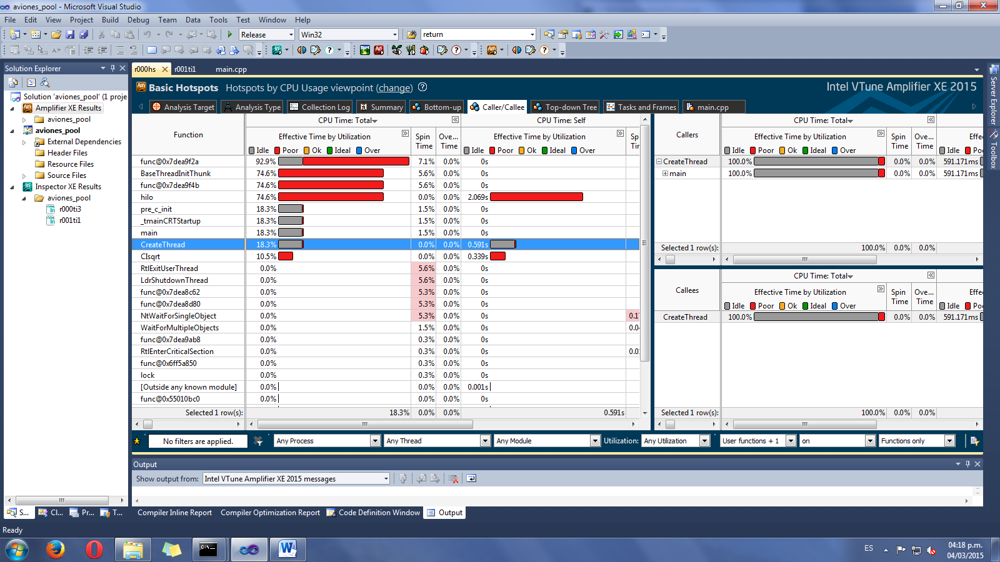 aviones_pool - Microsoft Visual Studio
File Edit View Project Build Debug Team Data Tools Test Window Help
Release Win32 return
Solution Explorer
Solution 'aviones_pool' (1 proje
Amplifier XE Results
aviones_pool
aviones_pool
External Dependencies
Header Files
Resource Files
Source Files
Inspector XE Results
aviones_pool
r000ti3
r001ti1
r000hs r001ti1 main.cpp
Basic Hotspots Hotspots by CPU Usage viewpoint (change)
Intel VTune Amplifier XE 2015
Analysis Target Analysis Type Collection Log Summary Bottom-up Caller/Callee Top-down Tree Tasks and Frames main.cpp
Function CPU Time: Total CPU Time: Self
Effective Time by Utilization Spin Time Ove... Time Effective Time by Utilization Sp Tir
Idle Poor Ok Ideal Over Idle Poor Ok Ideal Over
func@0x7dea9f2a 92.9% 7.1% 0.0% 0s
BaseThreadInitThunk 74.6% 5.6% 0.0% 0s
func@0x7dea9f4b 74.6% 5.6% 0.0% 0s
hilo 74.6% 0.0% 0.0% 2.069s
pre_c_init 18.3% 1.5% 0.0% 0s
_tmainCRTStartup 18.3% 1.5% 0.0% 0s
main 18.3% 1.5% 0.0% 0s
CreateThread 18.3% 0.0% 0.0% 0.591s
CIsqrt 10.5% 0.0% 0.0% 0.339s
RtlExitUserThread 0.0% 5.6% 0.0% 0s
LdrShutdownThread 0.0% 5.6% 0.0% 0s
func@0x7dea8c62 0.0% 5.3% 0.0% 0s
func@0x7dea8d80 0.0% 5.3% 0.0% 0s
NtWaitForSingleObject 0.0% 5.3% 0.0% 0s 0.17
WaitForMultipleObjects 0.0% 1.5% 0.0% 0s 0.04
func@0x7dea9ab8 0.0% 0.3% 0.0% 0s
RtlEnterCriticalSection 0.0% 0.3% 0.0% 0s 0.01
func@0x6ff5a850 0.0% 0.3% 0.0% 0s
lock 0.0% 0.3% 0.0% 0s
[Outside any known module] 0.0% 0.0% 0.0% 0.001s
func@0x55010bc0 0.0% 0.0% 0.0% 0s
Selected 1 row(s): 18.3% 0.0% 0.0% 0.591s
Callers CPU Time: Total
Effective Time by Utilization Spin Time Ove... Time Effe
Idle Poor Ok Ideal Over Idle Po
CreateThread 100.0% 0.0% 0.0% 591.171ms
main 100.0% 0.0% 0.0% 591.171ms
Selected 1 row(s): 100.0% 0.0% 0.0%
Callees CPU Time: Total
Effective Time by Utilization Spin Time Ove... Time Effe
Idle Poor Ok Ideal Over Idle Po
CreateThread 100.0% 0.0% 0.0% 591.171ms
Selected 1 row(s): 100.0% 0.0% 0.0%
No filters are applied. Any Process Any Thread Any Module Utilization: Any Utilization User functions + 1 on Functions only
Output
Show output from: Intel VTune Amplifier XE 2015 messages
S... Cl... Pr... T... Compiler Inline Report Compiler Optimization Report Code Definition Window Output
Ready
Server Explorer
Toolbox
ES
04:18 p.m.
04/03/2015